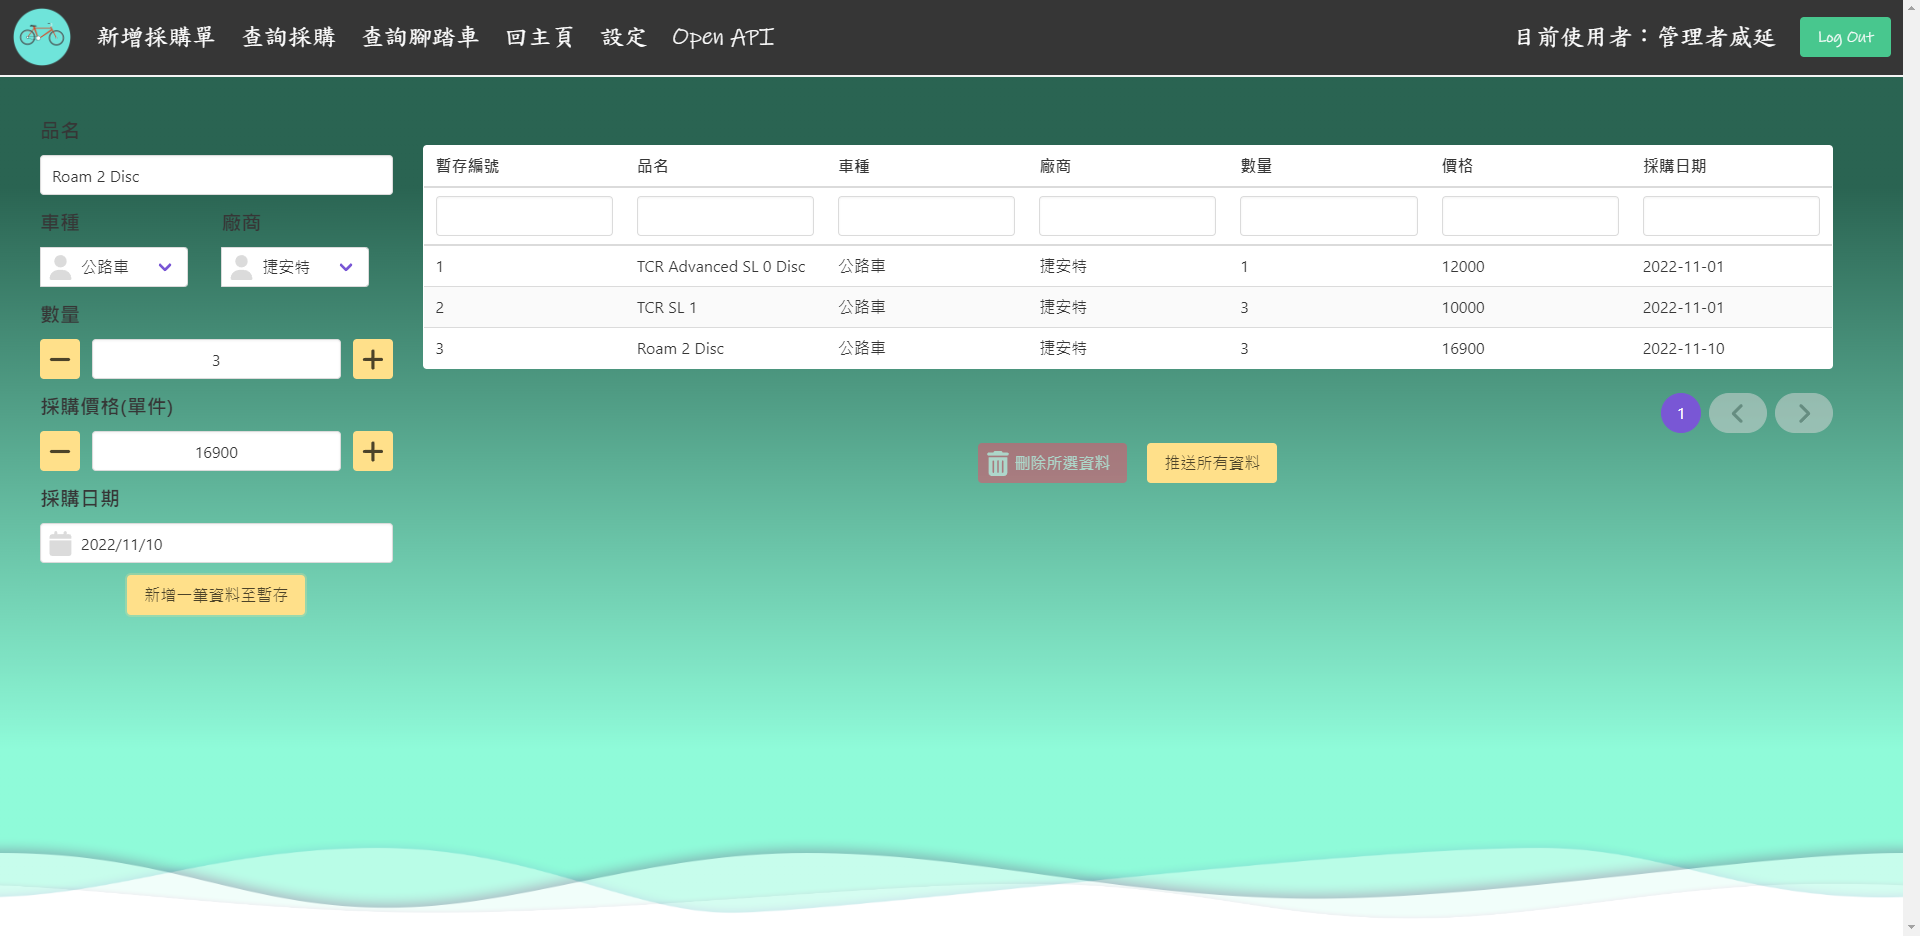 新增採購單 查詢採購 查詢腳踏車 回主頁 設定 Open API 目前使用者：管理者威延 Log Out
品名
Roam 2 Disc
車種 廠商
公路車 捷安特
數量
3
採購價格(單件)
16900
採購日期
2022/11/10
新增一筆資料至暫存
暫存編號 品名 車種 廠商 數量 價格 採購日期
1 TCR Advanced SL 0 Disc 公路車 捷安特 1 12000 2022-11-01
2 TCR SL 1 公路車 捷安特 3 10000 2022-11-01
3 Roam 2 Disc 公路車 捷安特 3 16900 2022-11-10
1
刪除所選資料 推送所有資料